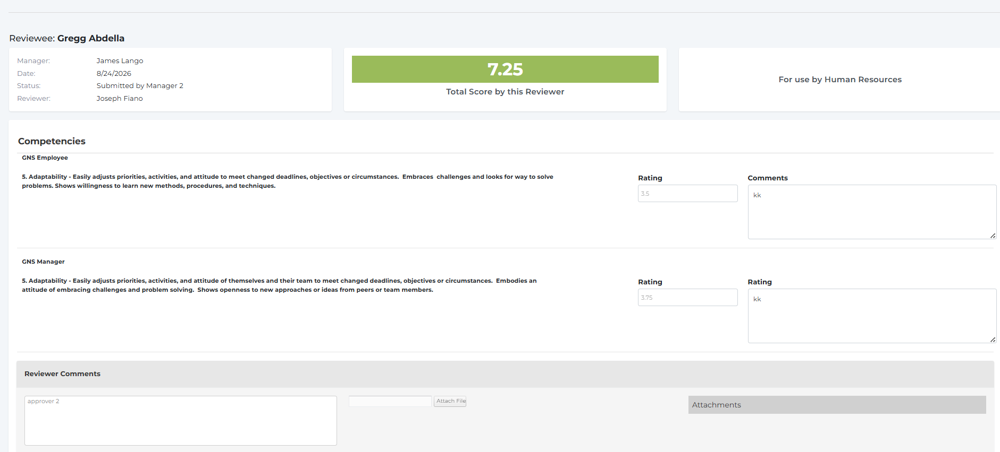 Reviewee: Gregg Abdella
Manager: James Lango
Date: 8/24/2026
Status: Submitted by Manager 2
Reviewer: Joseph Fiano
7.25
Total Score by this Reviewer
For use by Human Resources
Competencies
GNS Employee
5. Adaptability - Easily adjusts priorities, activities, and attitude to meet changed deadlines, objectives or circumstances.  Embraces  challenges and looks for way to solve
problems. Shows willingness to learn new methods, procedures, and techniques.
Rating
3.5
Comments
kk
GNS Manager
5. Adaptability - Easily adjusts priorities, activities, and attitude of themselves and their team to meet changed deadlines, objectives or circumstances.  Embodies an
attitude of embracing challenges and problem solving.  Shows openness to new approaches or ideas from peers or team members.
Rating
3.75
Rating
kk
Reviewer Comments
approver 2
Attach File
Attachments